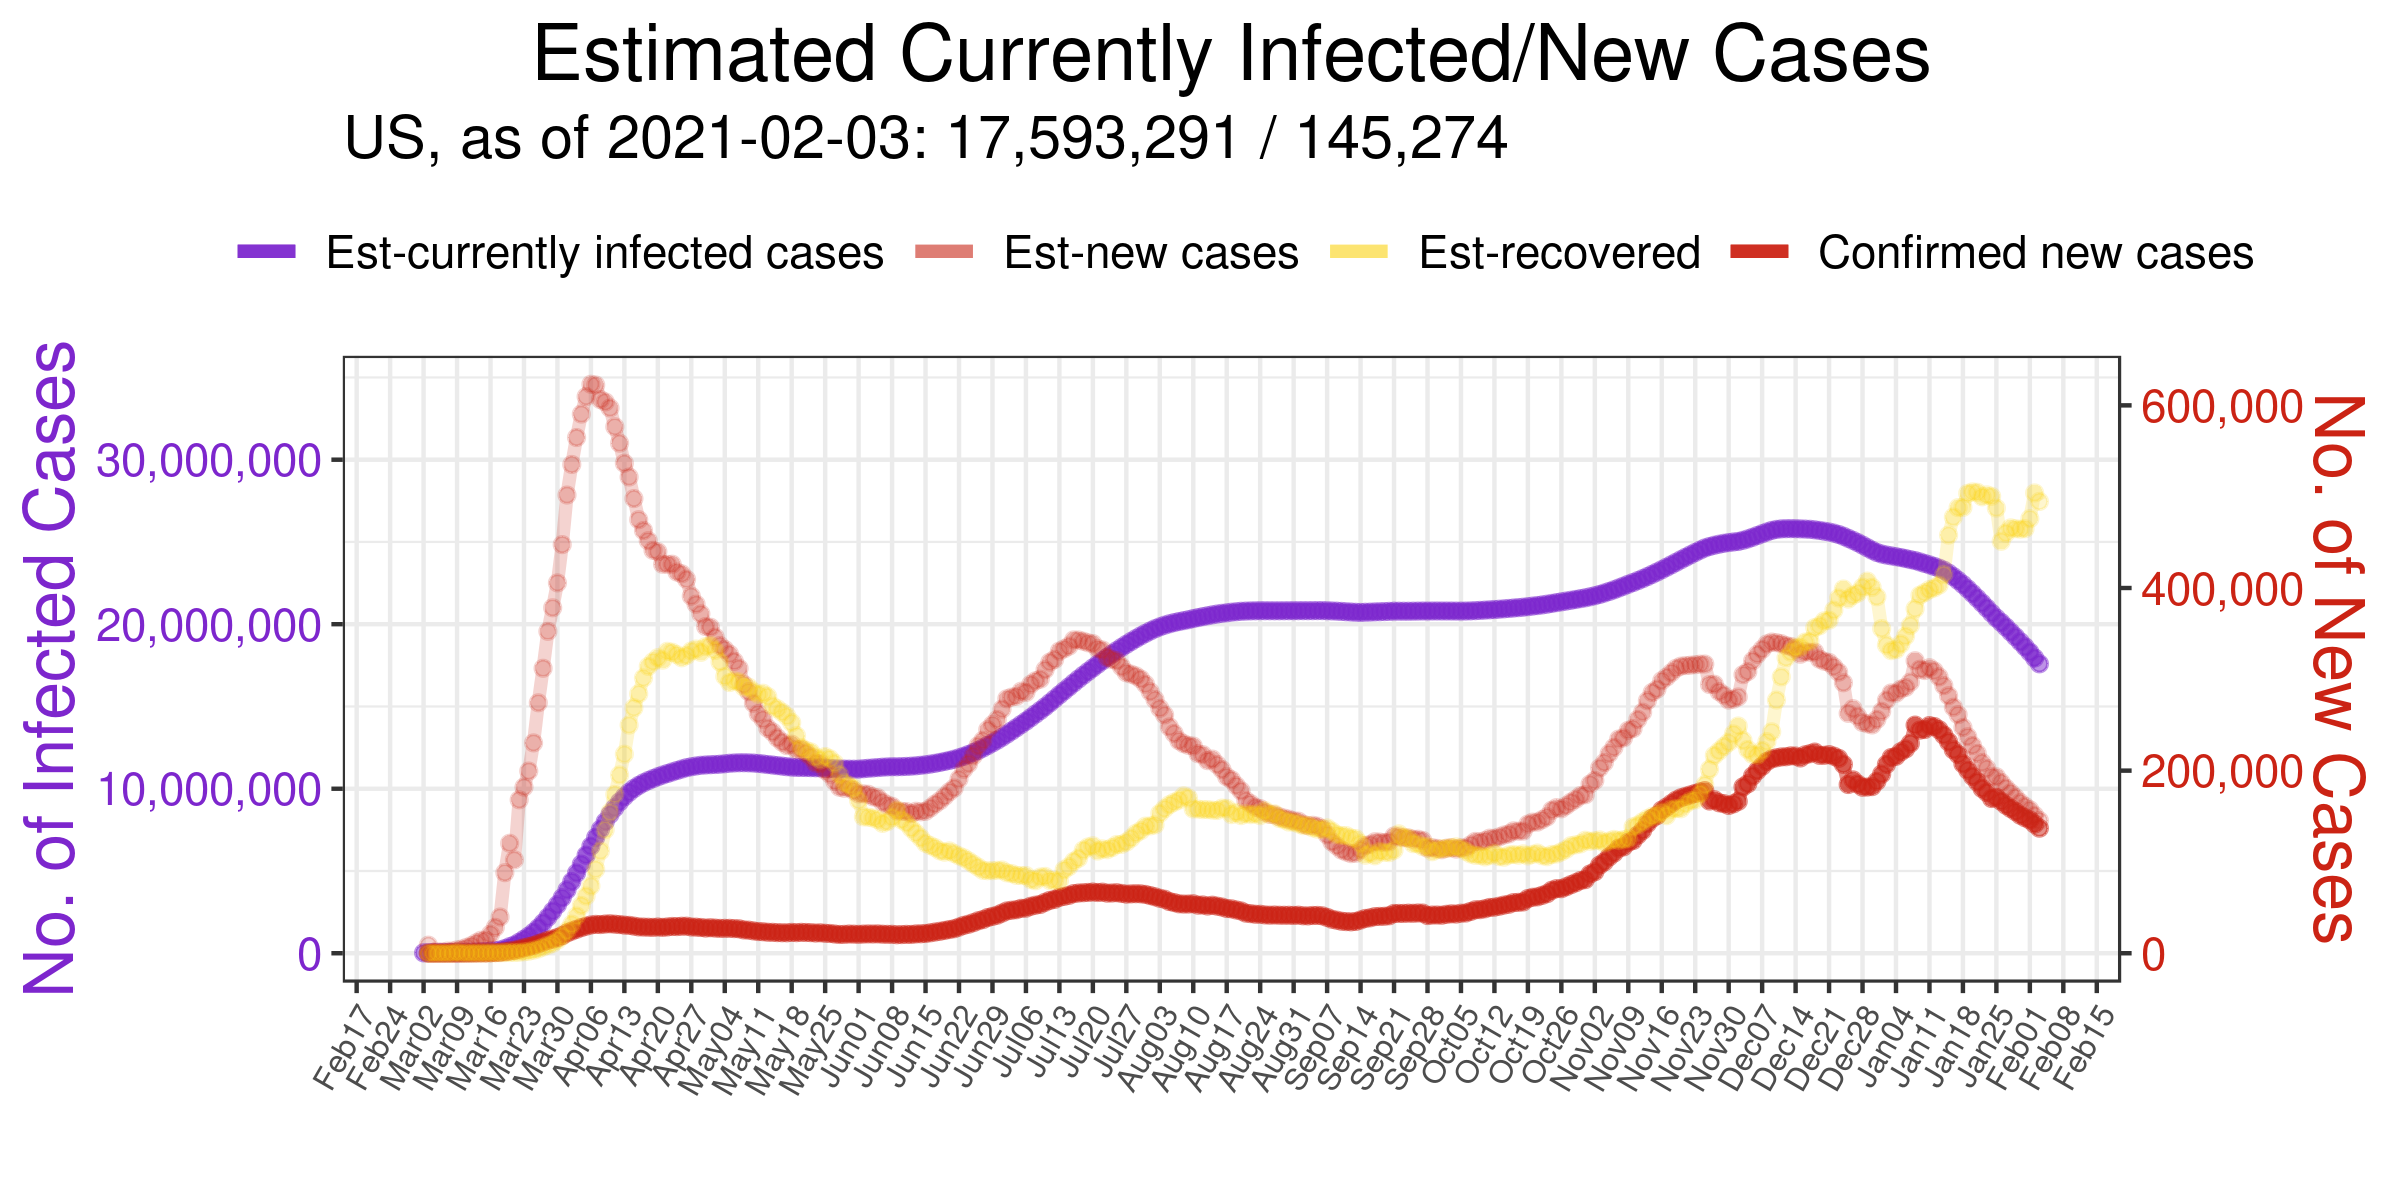 Estimated Currently Infected/New Cases
US, as of 2021-02-03: 17,593,291 / 145,274
Est-currently infected cases
Est-new cases
Est-recovered
Confirmed new cases
No. of Infected Cases
30,000,000
20,000,000
10,000,000
0
600,000
400,000
200,000
0
No. of New Cases
Feb17
Feb24
Mar02
Mar09
Mar16
Mar23
Mar30
Apr06
Apr13
Apr20
Apr27
May04
May11
May18
May25
Jun01
Jun08
Jun15
Jun22
Jun29
Jul06
Jul13
Jul20
Jul27
Aug03
Aug10
Aug17
Aug24
Aug31
Sep07
Sep14
Sep21
Sep28
Oct05
Oct12
Oct19
Oct26
Nov02
Nov09
Nov16
Nov23
Nov30
Dec07
Dec14
Dec21
Dec28
Jan04
Jan11
Jan18
Jan25
Feb01
Feb08
Feb15